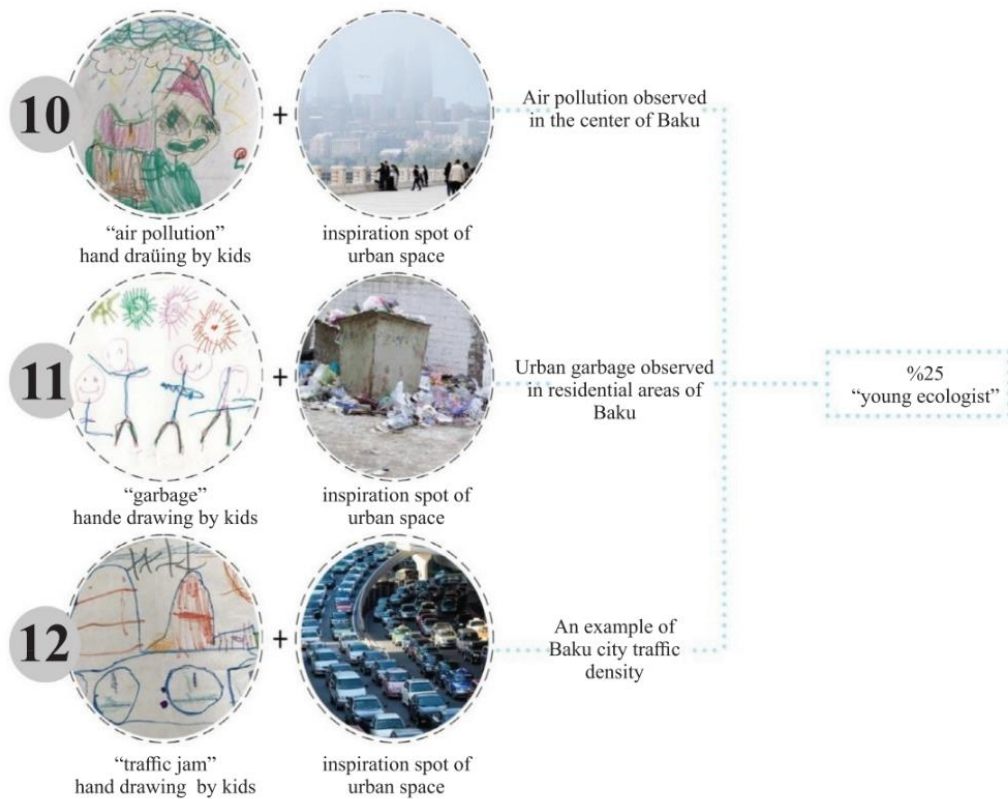 10
+
Air pollution observed
in the center of Baku
“air pollution”
hand draüing by kids
inspiration spot of
urban space
11
+
Urban garbage observed
in residential areas of
Baku
%25
“young ecologist”
“garbage”
hande drawing by kids
inspiration spot of
urban space
12
+
An example of
Baku city traffic
density
“traffic jam”
hand drawing by kids
inspiration spot of
urban space